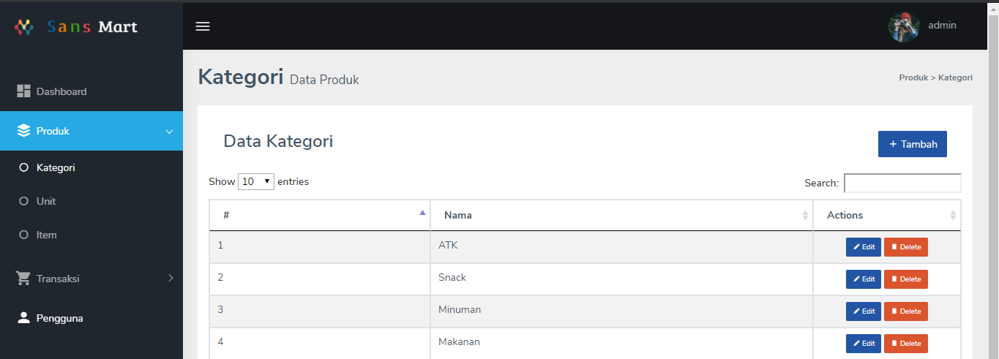 Sans Mart
admin
Dashboard
Produk
Kategori
Unit
Item
Transaksi
Pengguna
Kategori Data Produk
Produk > Kategori
Data Kategori
+ Tambah
Show 10 entries
Search:
# Nama Actions
1 ATK Edit Delete
2 Snack Edit Delete
3 Minuman Edit Delete
4 Makanan Edit Delete